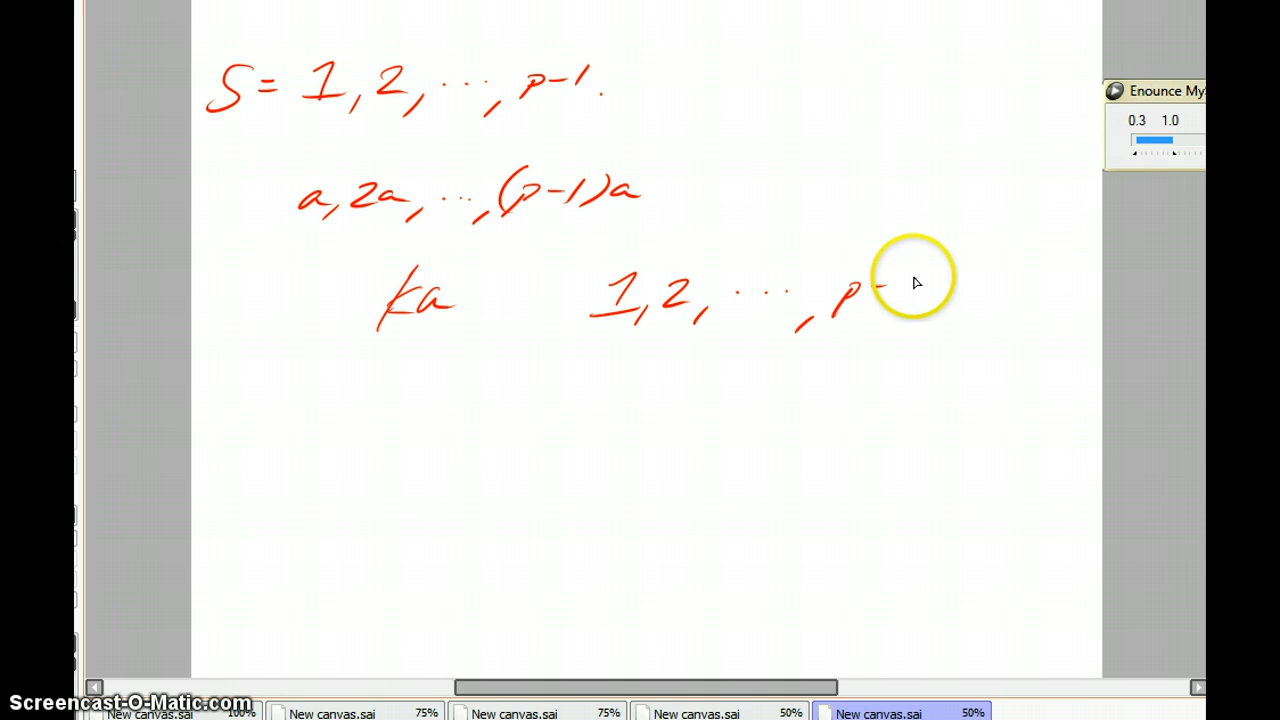 S = 1, 2, ..., p-1.
Enounce My
0.3 1.0
a, 2a, ..., (p-1)a
ka 1, 2, ..., p-
Screencast-O-Matic.com
New canvas.sai 100% New canvas.sai 75% New canvas.sai 75% New canvas.sai 50% New canvas.sai 50%